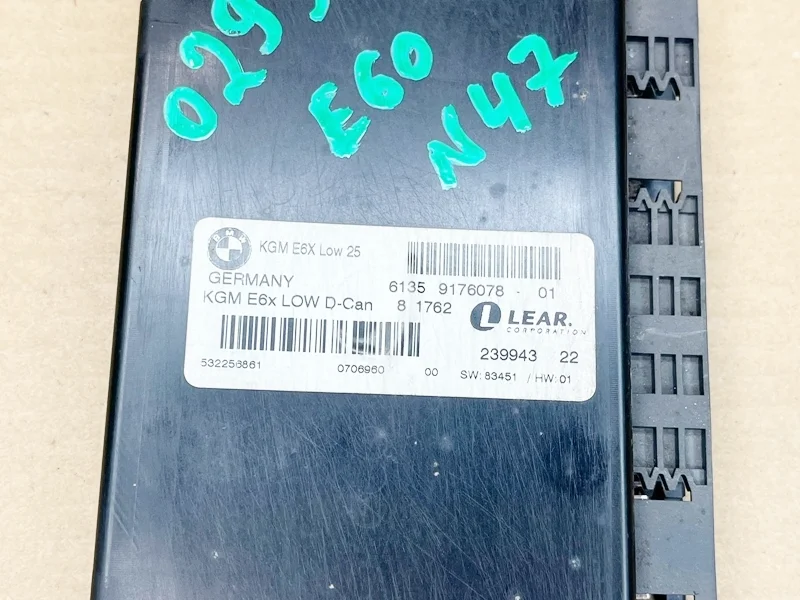 029
E60
N47
BMW
KGM E6X Low 25
GERMANY 6135 9176078 - 01
KGM E6x LOW D-Can 8 1762
LEAR.
CORPORATION
239943 22
532256861 0706960 00 SW: 83451 / HW: 01